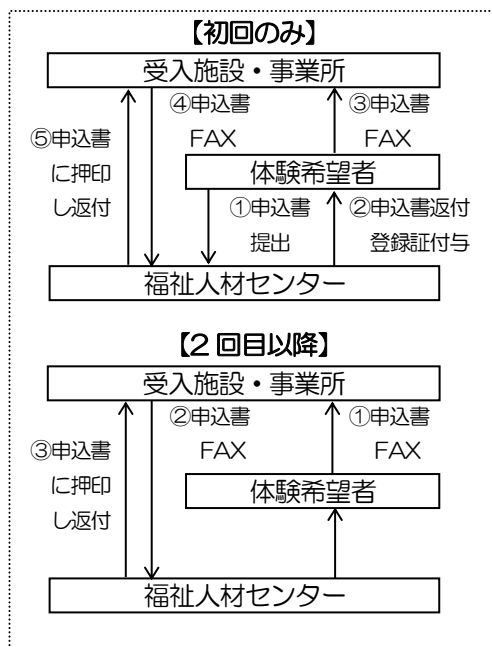 【初回のみ】
受入施設・事業所
⑤申込書
に押印
し返付
④申込書
FAX
③申込書
FAX
体験希望者
①申込書
提出
②申込書返付
登録証付与
福祉人材センター
【2回目以降】
受入施設・事業所
③申込書
に押印
し返付
②申込書
FAX
①申込書
FAX
体験希望者
福祉人材センター